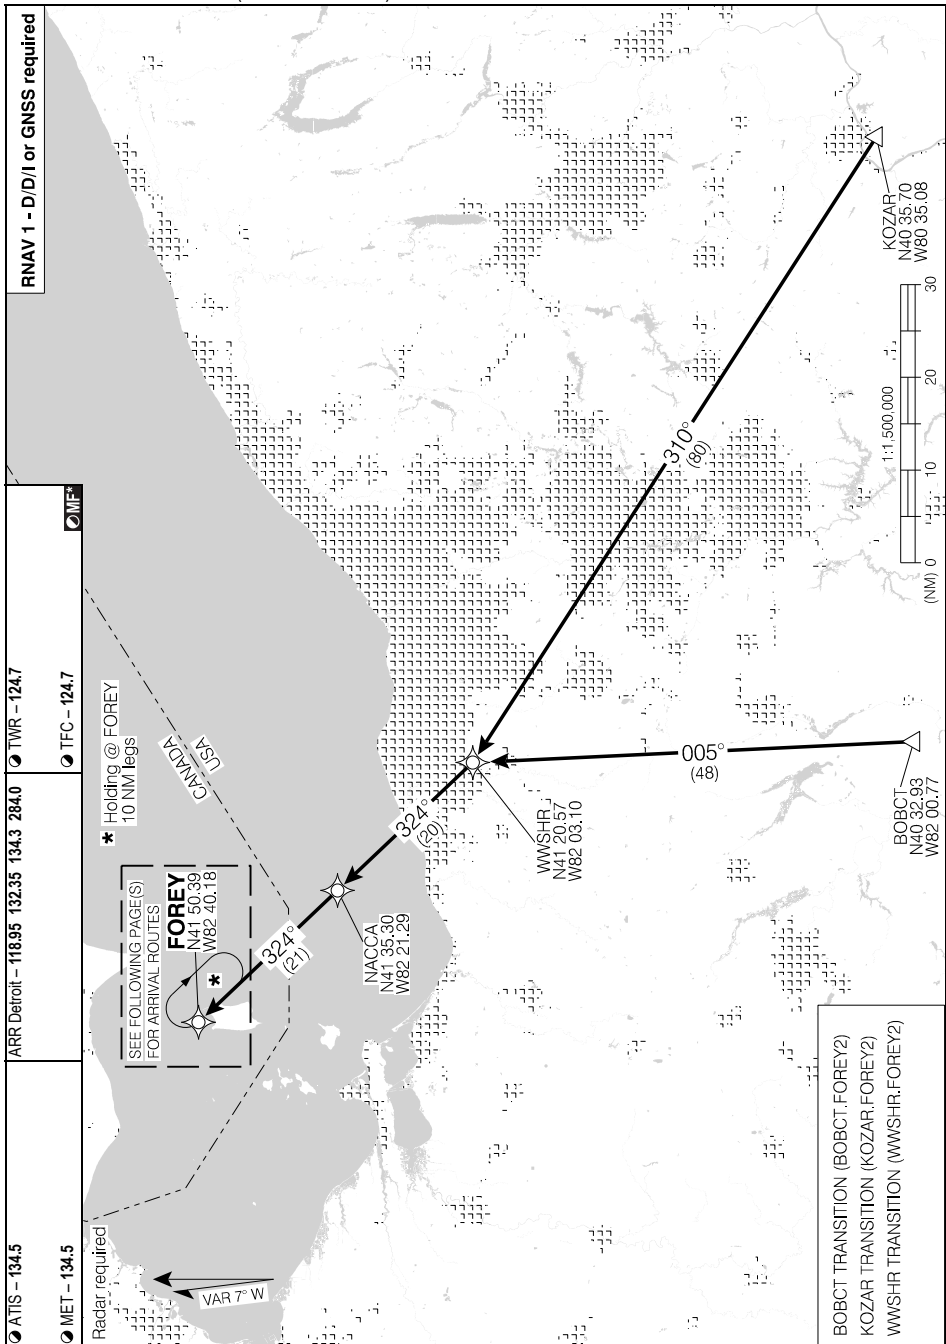 ATIS – 134.5
ARR Detroit – 118.95 132.35 134.3 284.0
TWR – 124.7
MET – 134.5
TFC – 124.7
MF*
RNAV 1 - D/D/I or GNSS required
Radar required
VAR 7° W
SEE FOLLOWING PAGE(S)
FOR ARRIVAL ROUTES
FOREY
N41 50.39
W82 40.18
*
* Holding @ FOREY
10 NM legs
CANADA
USA
324°
(21)
NACCA
N41 35.30
W82 21.29
324°
(20)
WWSHR
N41 20.57
W82 03.10
310°
(80)
005°
(48)
KOZAR
N40 35.70
W80 35.08
BOBCT
N40 32.93
W82 00.77
1:1,500,000
(NM) 0 10 20 30
BOBCT TRANSITION (BOBCT.FOREY2)
KOZAR TRANSITION (KOZAR.FOREY2)
WWSHR TRANSITION (WWSHR.FOREY2)